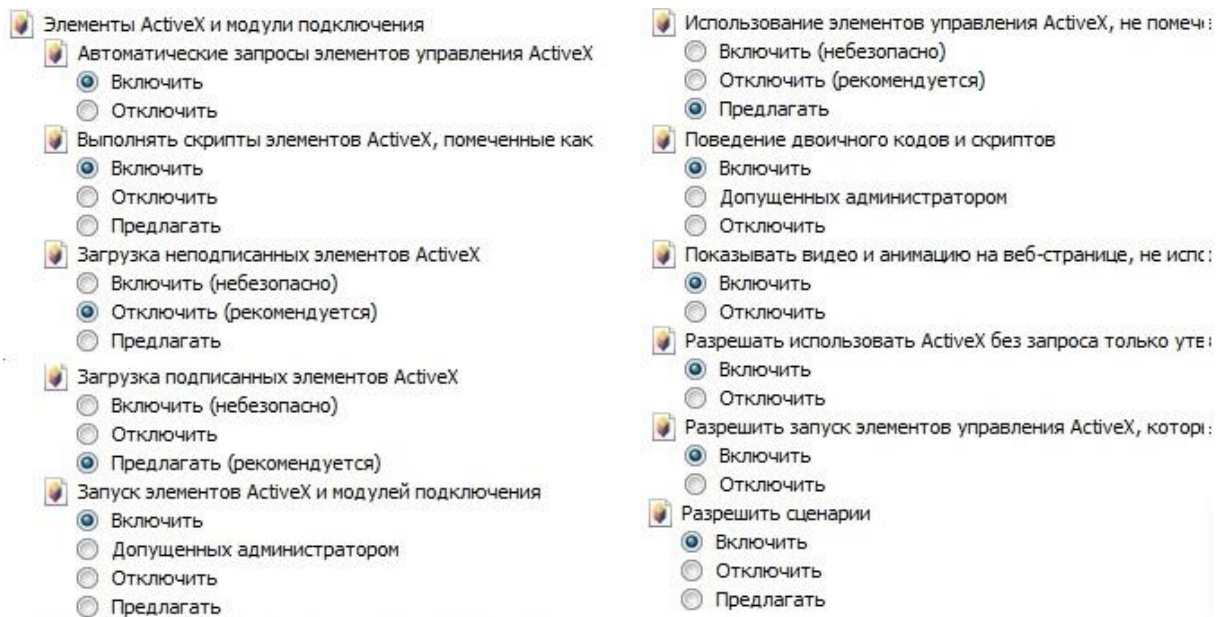 Элементы ActiveX и модули подключения
Автоматические запросы элементов управления ActiveX
Включить
Отключить
Выполнять скрипты элементов ActiveX, помеченные как
Включить
Отключить
Предлагать
Загрузка неподписанных элементов ActiveX
Включить (небезопасно)
Отключить (рекомендуется)
Предлагать
Загрузка подписанных элементов ActiveX
Включить (небезопасно)
Отключить
Предлагать (рекомендуется)
Запуск элементов ActiveX и модулей подключения
Включить
Допущенных администратором
Отключить
Предлагать
Использование элементов управления ActiveX, не
Включить (небезопасно)
Отключить (рекомендуется)
Предлагать
Поведение двоичного кодов и скриптов
Включить
Допущенных администратором
Отключить
Показывать видео и анимацию на веб-странице, не
Включить
Отключить
Разрешать использовать ActiveX без запроса только
Включить
Отключить
Разрешить запуск элементов управления ActiveX,
Включить
Отключить
Разрешить сценарии
Включить
Отключить
Предлагать